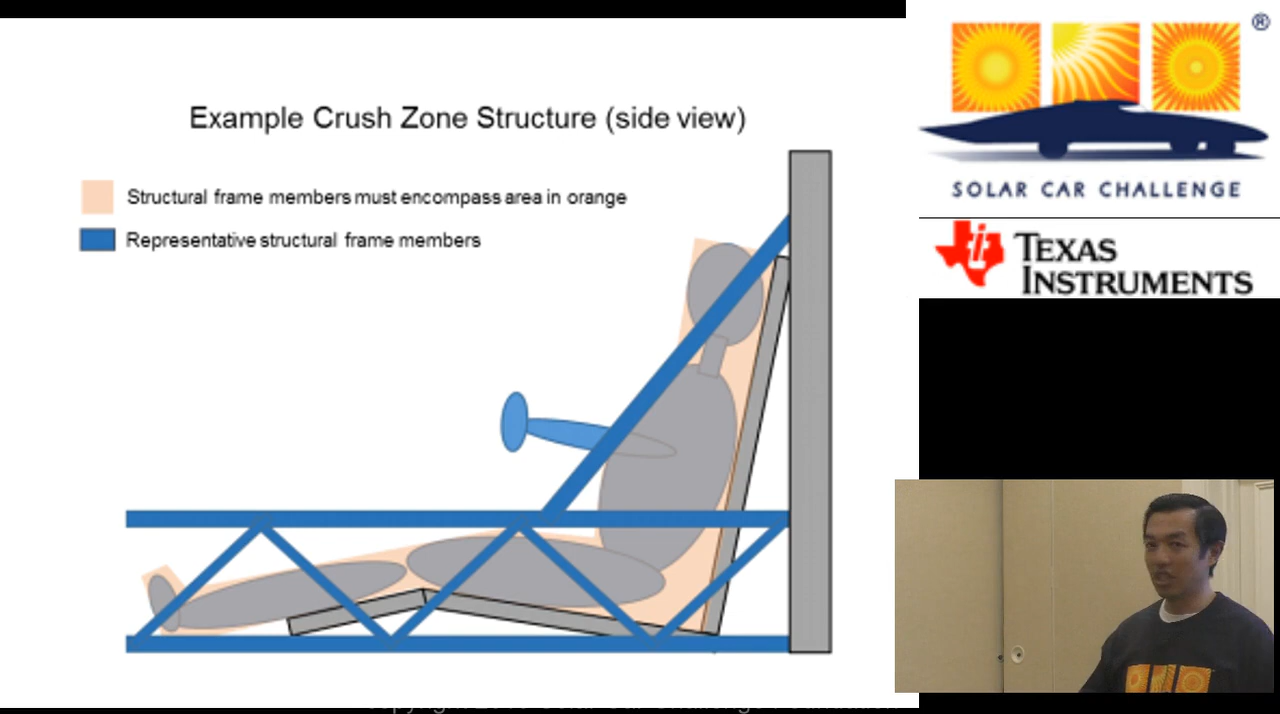 Example Crush Zone Structure (side view)
Structural frame members must encompass area in orange
Representative structural frame members
®
SOLAR CAR CHALLENGE
TEXAS
INSTRUMENTS